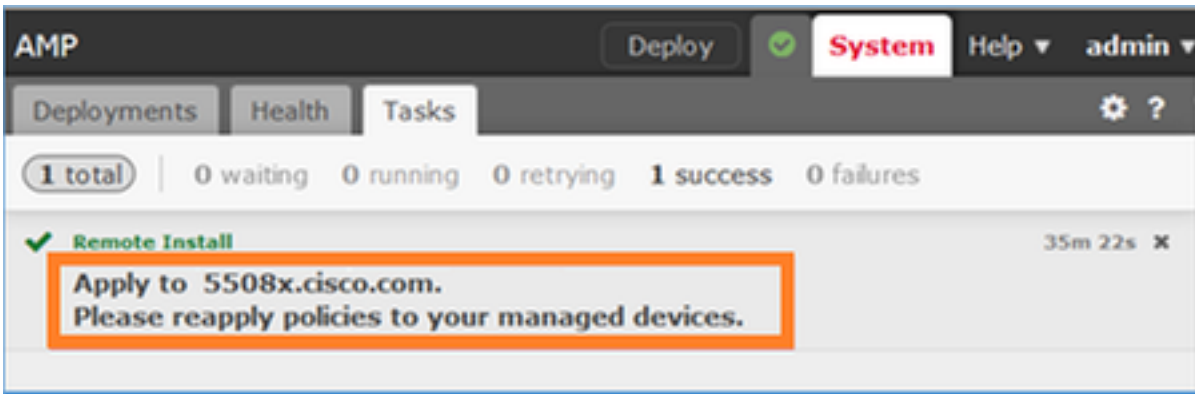 AMP Deploy System Help admin
Deployments Health Tasks ?
1 total 0 waiting 0 running 0 retrying 1 success 0 failures
Remote Install 35m 22s
Apply to 5508x.cisco.com.
Please reapply policies to your managed devices.